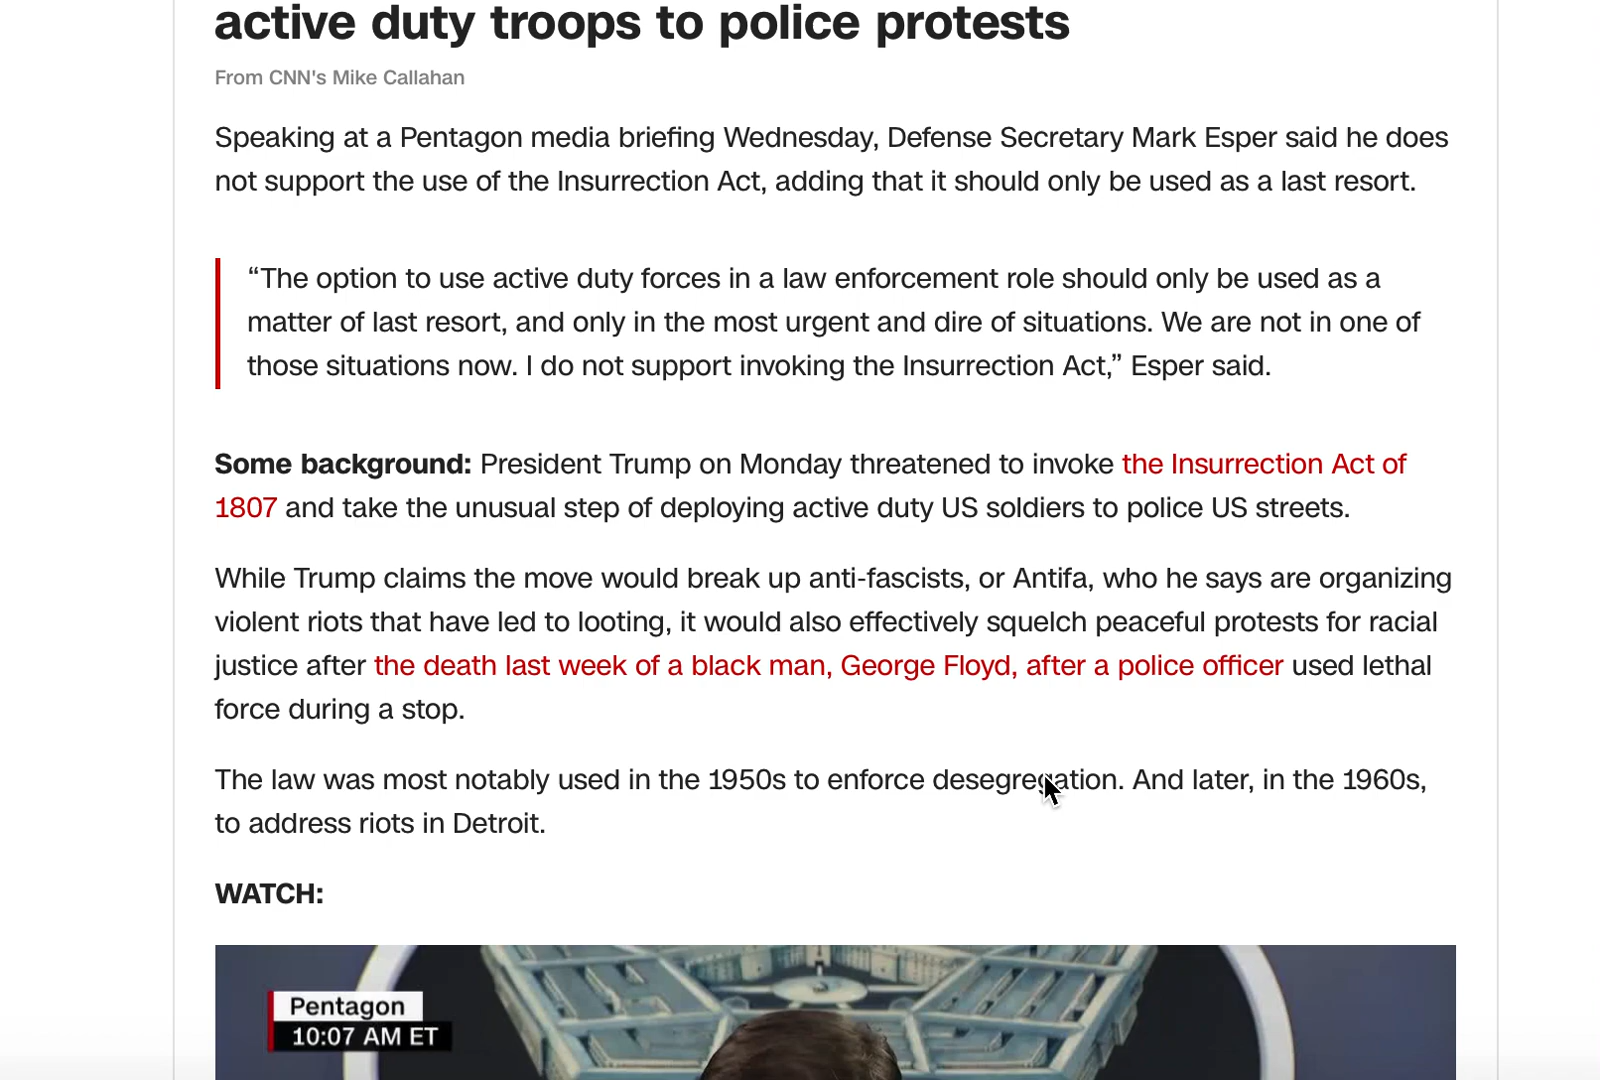 active duty troops to police protests
From CNN's Mike Callahan
Speaking at a Pentagon media briefing Wednesday, Defense Secretary Mark Esper said he does
not support the use of the Insurrection Act, adding that it should only be used as a last resort.
“The option to use active duty forces in a law enforcement role should only be used as a
matter of last resort, and only in the most urgent and dire of situations. We are not in one of
those situations now. I do not support invoking the Insurrection Act,” Esper said.
Some background: President Trump on Monday threatened to invoke the Insurrection Act of
1807 and take the unusual step of deploying active duty US soldiers to police US streets.
While Trump claims the move would break up anti-fascists, or Antifa, who he says are organizing
violent riots that have led to looting, it would also effectively squelch peaceful protests for racial
justice after the death last week of a black man, George Floyd, after a police officer used lethal
force during a stop.
The law was most notably used in the 1950s to enforce desegregation. And later, in the 1960s,
to address riots in Detroit.
WATCH:
Pentagon
10:07 AM ET